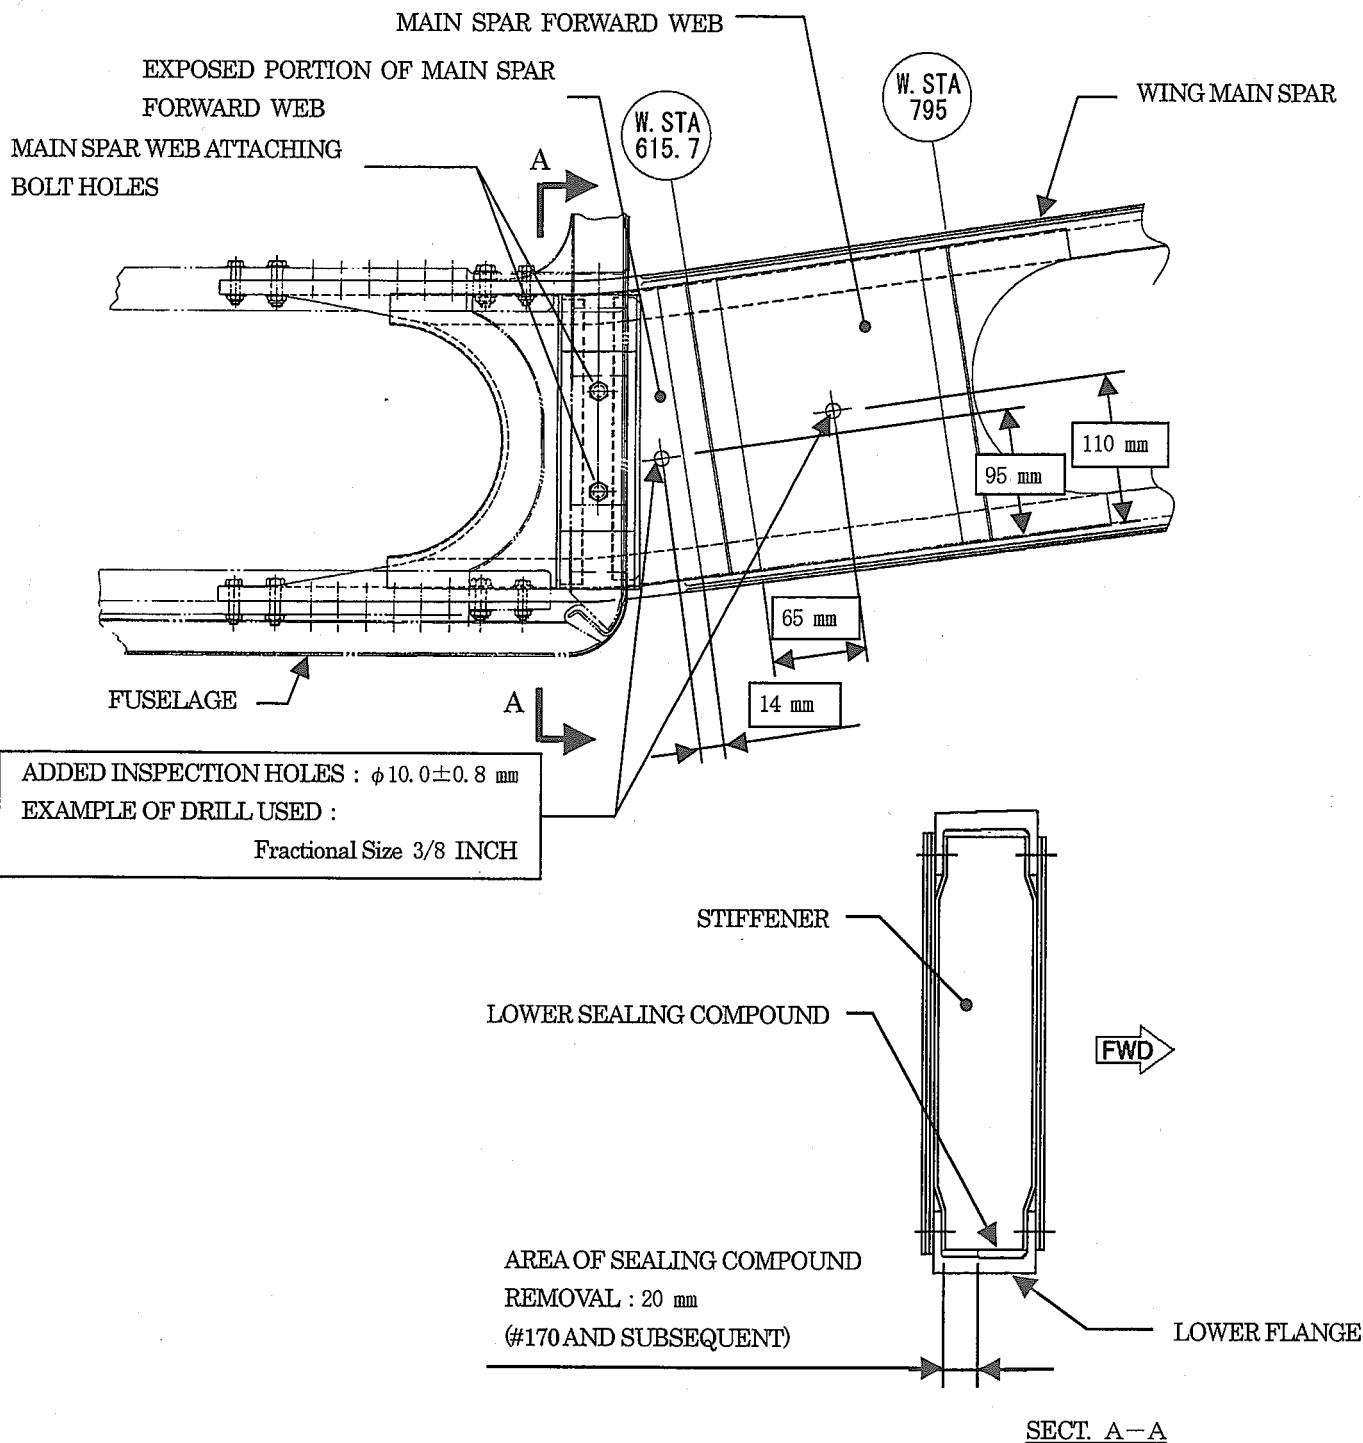 MAIN SPAR FORWARD WEB
EXPOSED PORTION OF MAIN SPAR
FORWARD WEB
MAIN SPAR WEB ATTACHING
BOLT HOLES
W. STA
615. 7
W. STA
795
WING MAIN SPAR
A
110 mm
95 mm
65 mm
14 mm
FUSELAGE
A
ADDED INSPECTION HOLES : φ10.0±0.8 mm
EXAMPLE OF DRILL USED :
Fractional Size 3/8 INCH
STIFFENER
LOWER SEALING COMPOUND
FWD
AREA OF SEALING COMPOUND
REMOVAL : 20 mm
(#170 AND SUBSEQUENT)
LOWER FLANGE
SECT. A－A